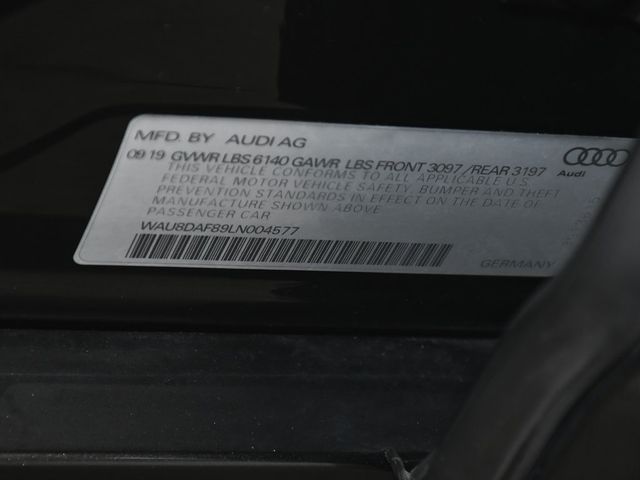 MFD. BY AUDI AG
09 19 GVWR LBS 6140 GAWR LBS FRONT 3097 / REAR 3197
Audi
THIS VEHICLE CONFORMS TO ALL APPLICABLE U.S.
FEDERAL MOTOR VEHICLE SAFETY, BUMPER AND THEFT
PREVENTION STANDARDS IN EFFECT ON THE DATE OF
MANUFACTURE SHOWN ABOVE
PASSENGER CAR
WAU8DAF89LN004577
GERMANY